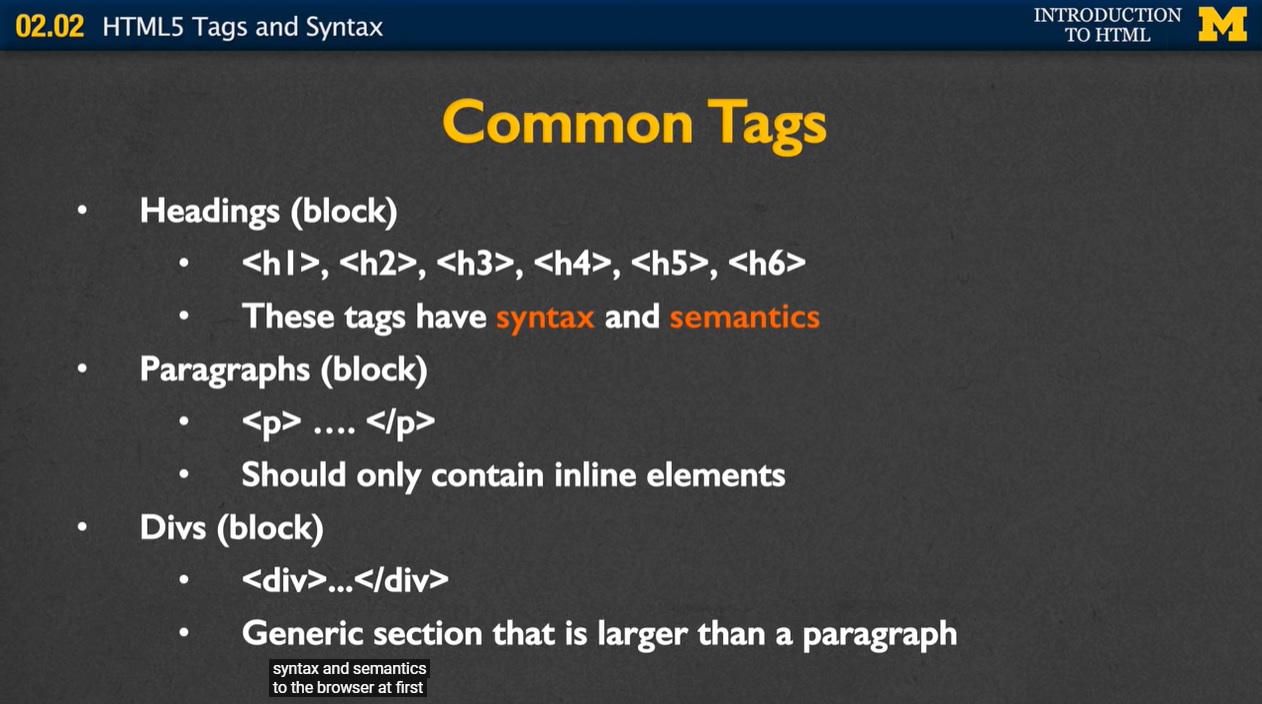 02.02 HTML5 Tags and Syntax
INTRODUCTION
TO HTML
M
Common Tags
• Headings (block)
• <h1>, <h2>, <h3>, <h4>, <h5>, <h6>
• These tags have syntax and semantics
• Paragraphs (block)
• <p> …. </p>
• Should only contain inline elements
• Divs (block)
• <div>...</div>
• Generic section that is larger than a paragraph
syntax and semantics
to the browser at first